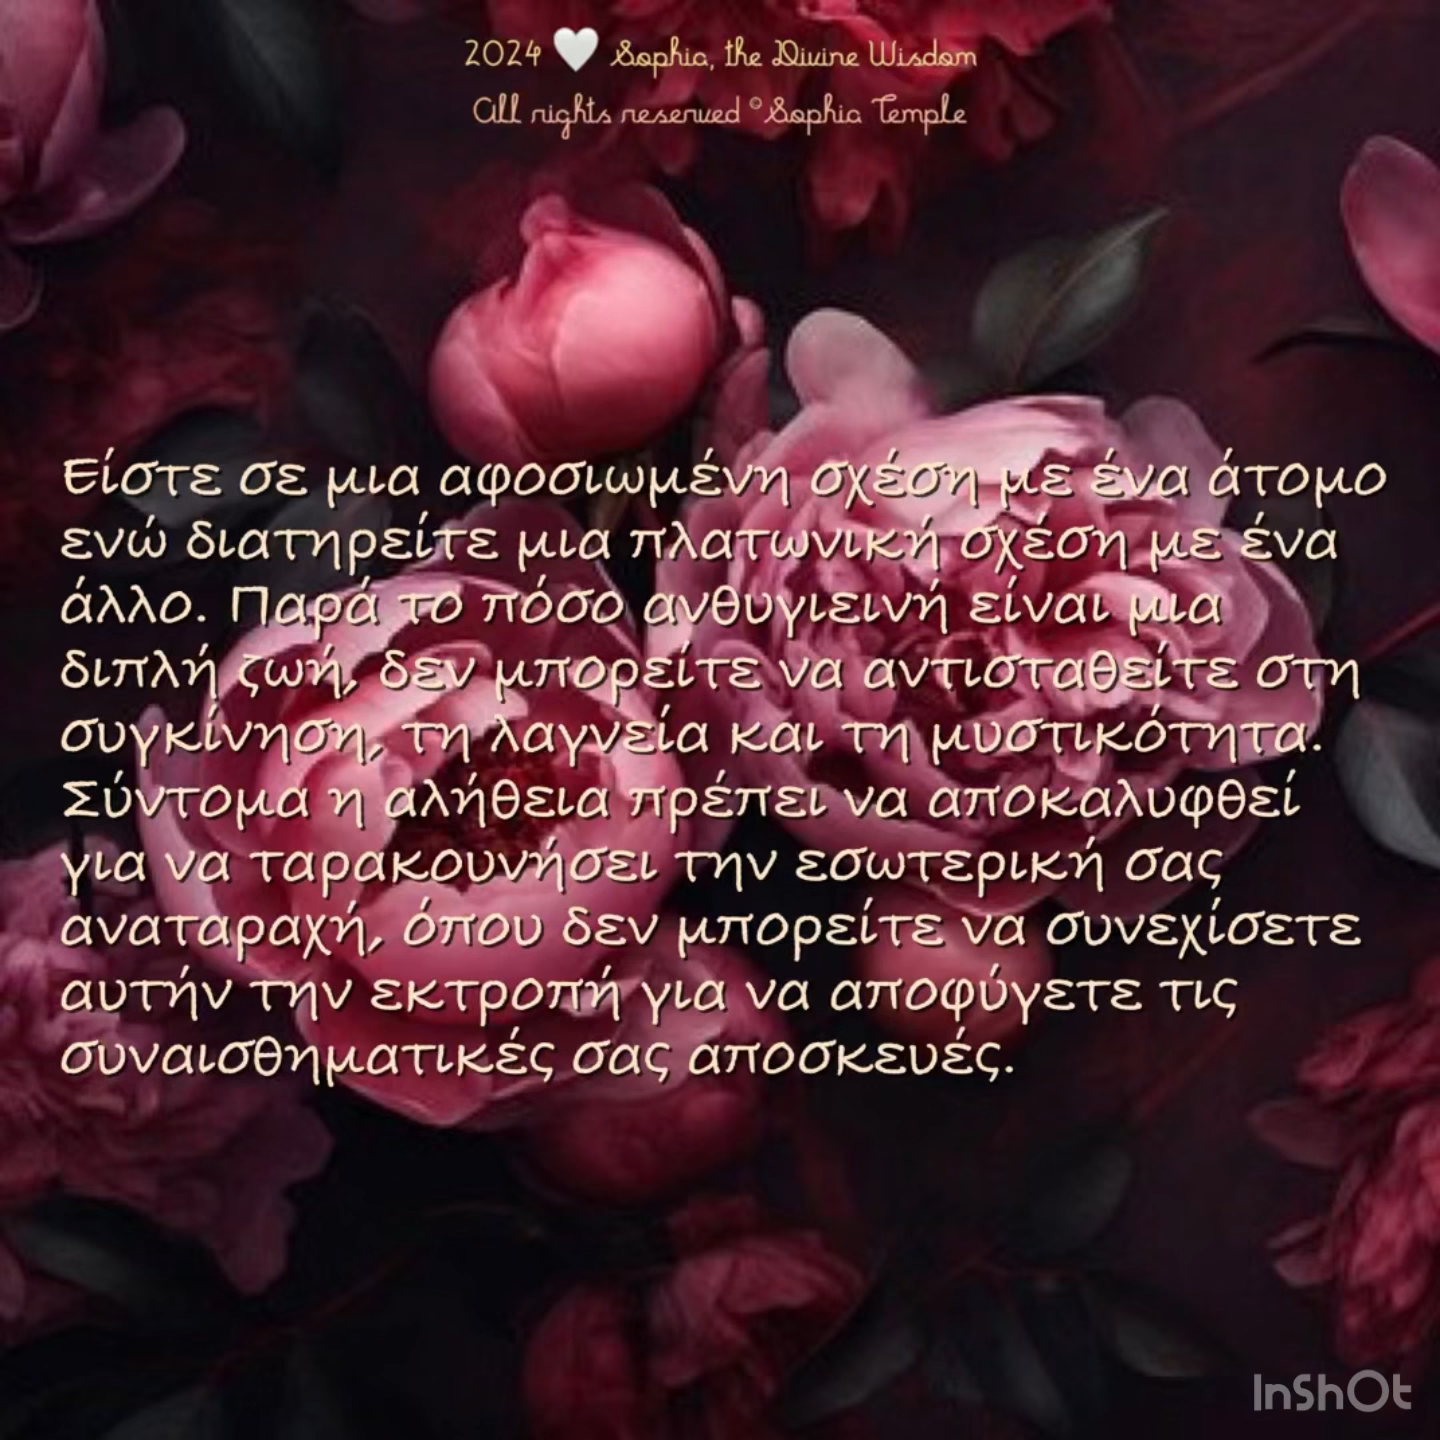 2024 🤍 Sophia, the Divine Wisdom
All rights reserved © Sophia Temple
Είστε σε μια αφοσιωμένη σχέση με ένα άτομο
ενώ διατηρείτε μια πλατωνική σχέση με ένα
άλλο. Παρά το πόσο ανθυγιεινή είναι μια
διπλή ζωή, δεν μπορείτε να αντισταθείτε στη
συγκίνηση, τη λαγνεία και τη μυστικότητα.
Σύντομα η αλήθεια πρέπει να αποκαλυφθεί
για να ταρακουνήσει την εσωτερική σας
αναταραχή, όπου δεν μπορείτε να συνεχίσετε
αυτήν την εκτροπή για να αποφύγετε τις
συναισθηματικές σας αποσκευές.
InShOt